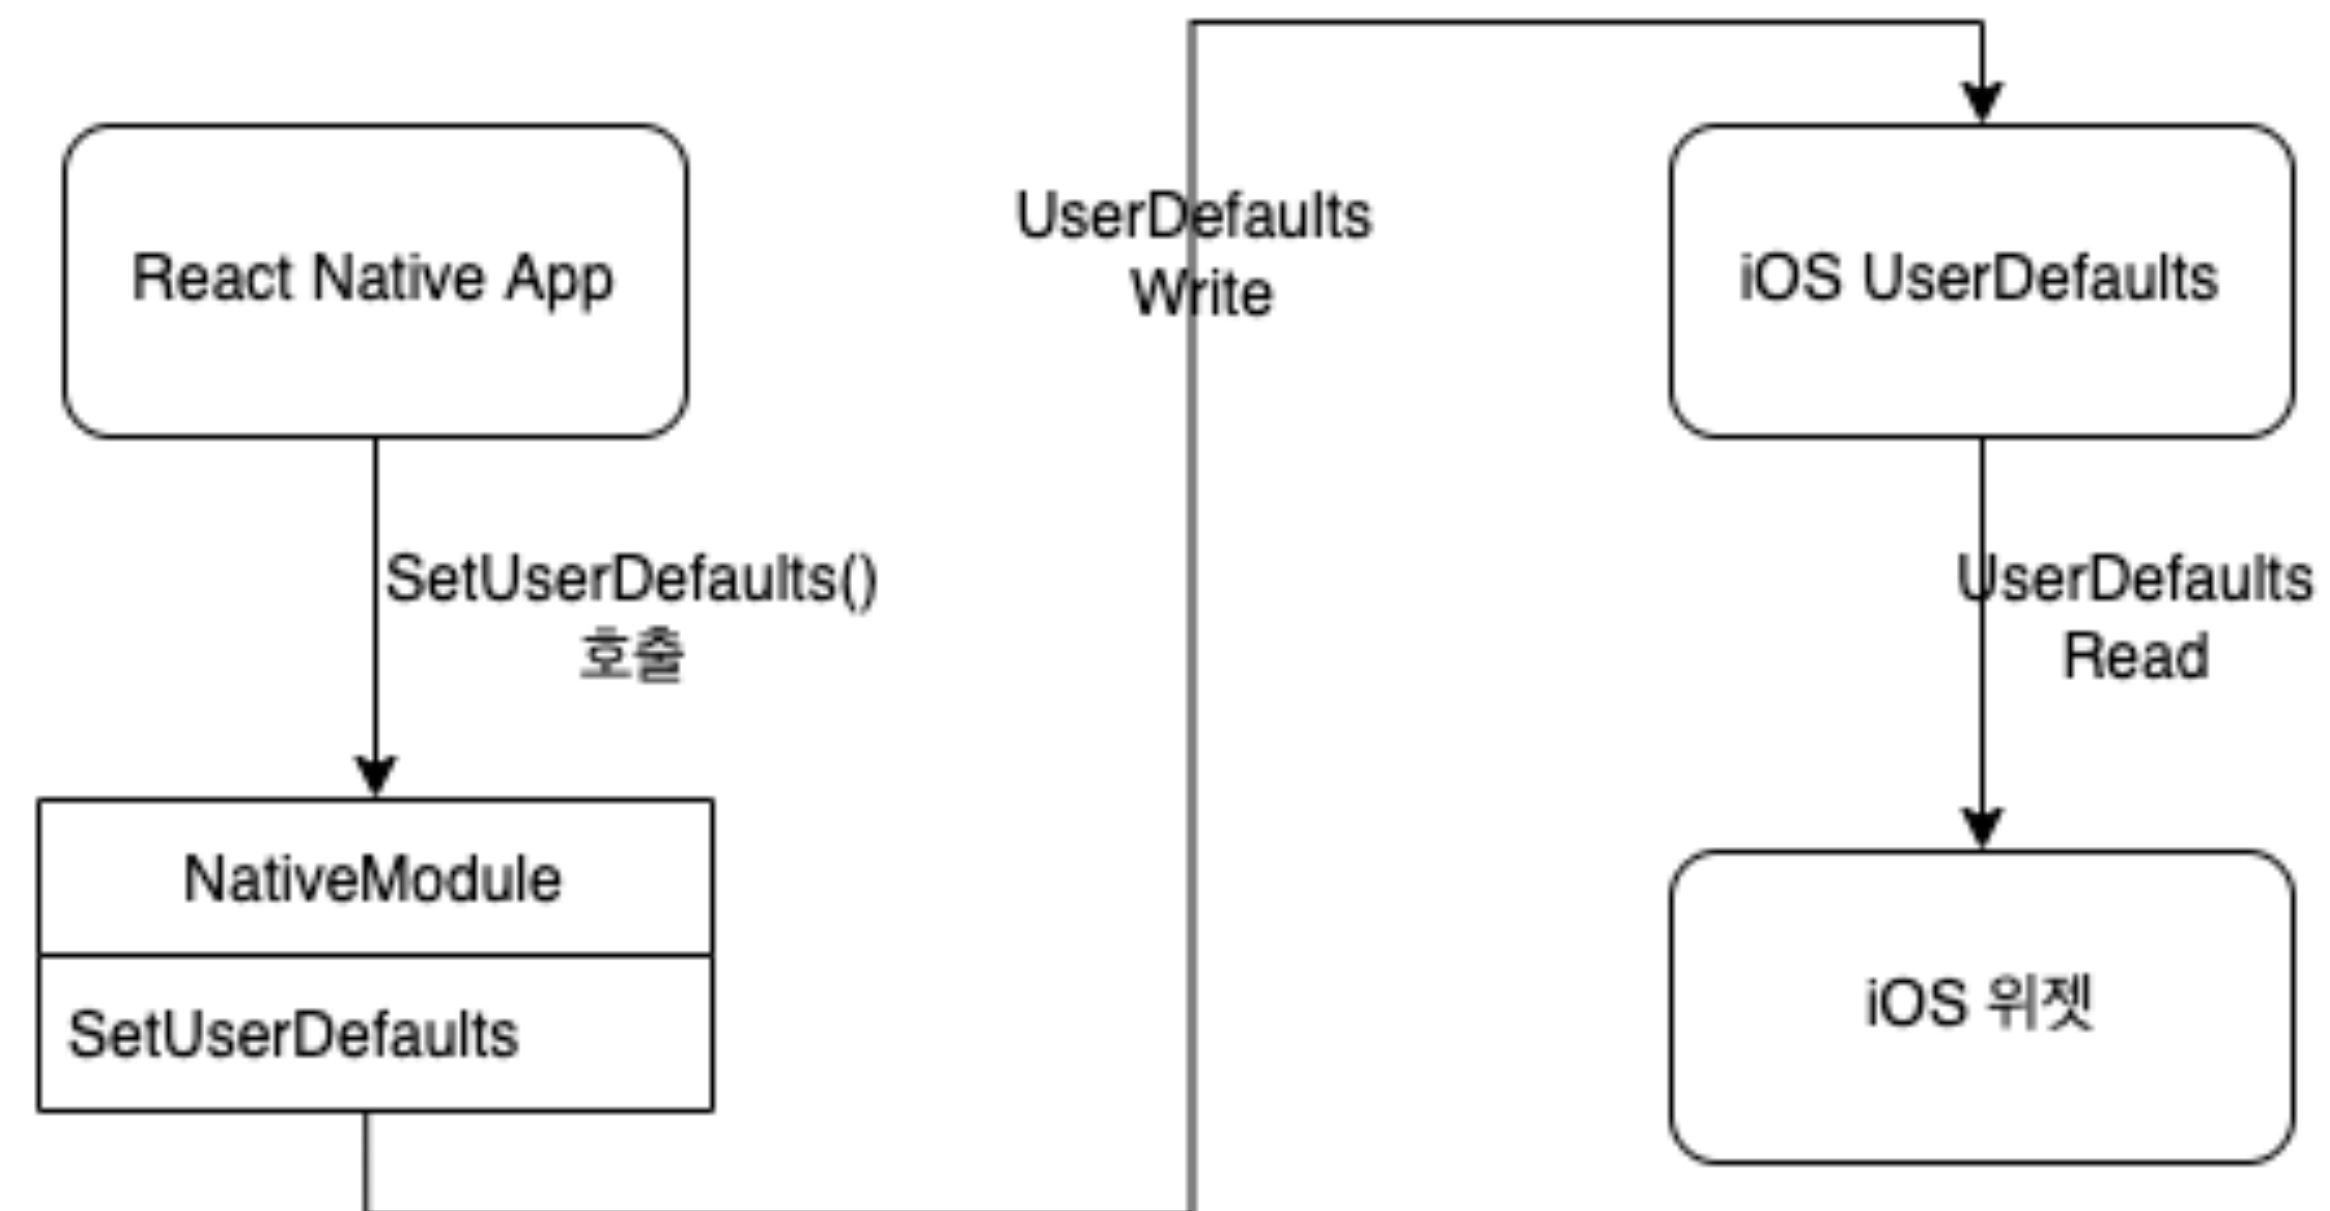 React Native App
SetUserDefaults()
호출
NativeModule
SetUserDefaults
UserDefaults
Write
iOS UserDefaults
UserDefaults
Read
iOS 위젯